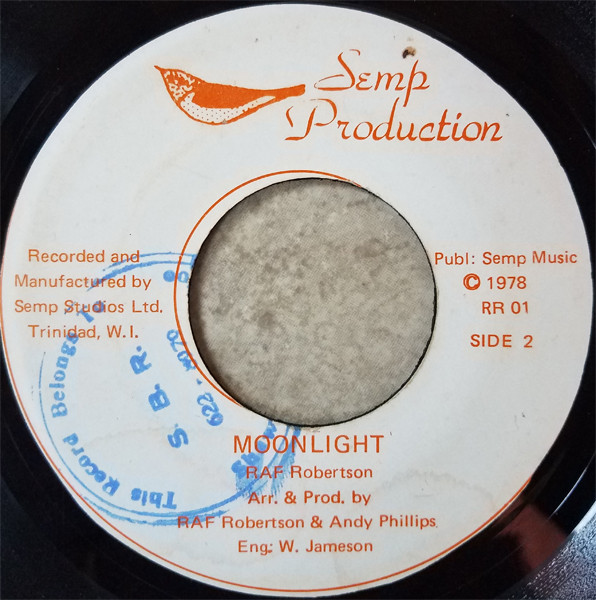 Semp
Production
Recorded and
Manufactured by
Semp Studios Ltd.
Trinidad, W.I.
Publ: Semp Music
© 1978
RR 01
SIDE 2
This Record Belongs To
S. B. R.
MOONLIGHT
RAF Robertson
Arr. & Prod. by
RAF Robertson & Andy Phillips
Eng: W. Jameson